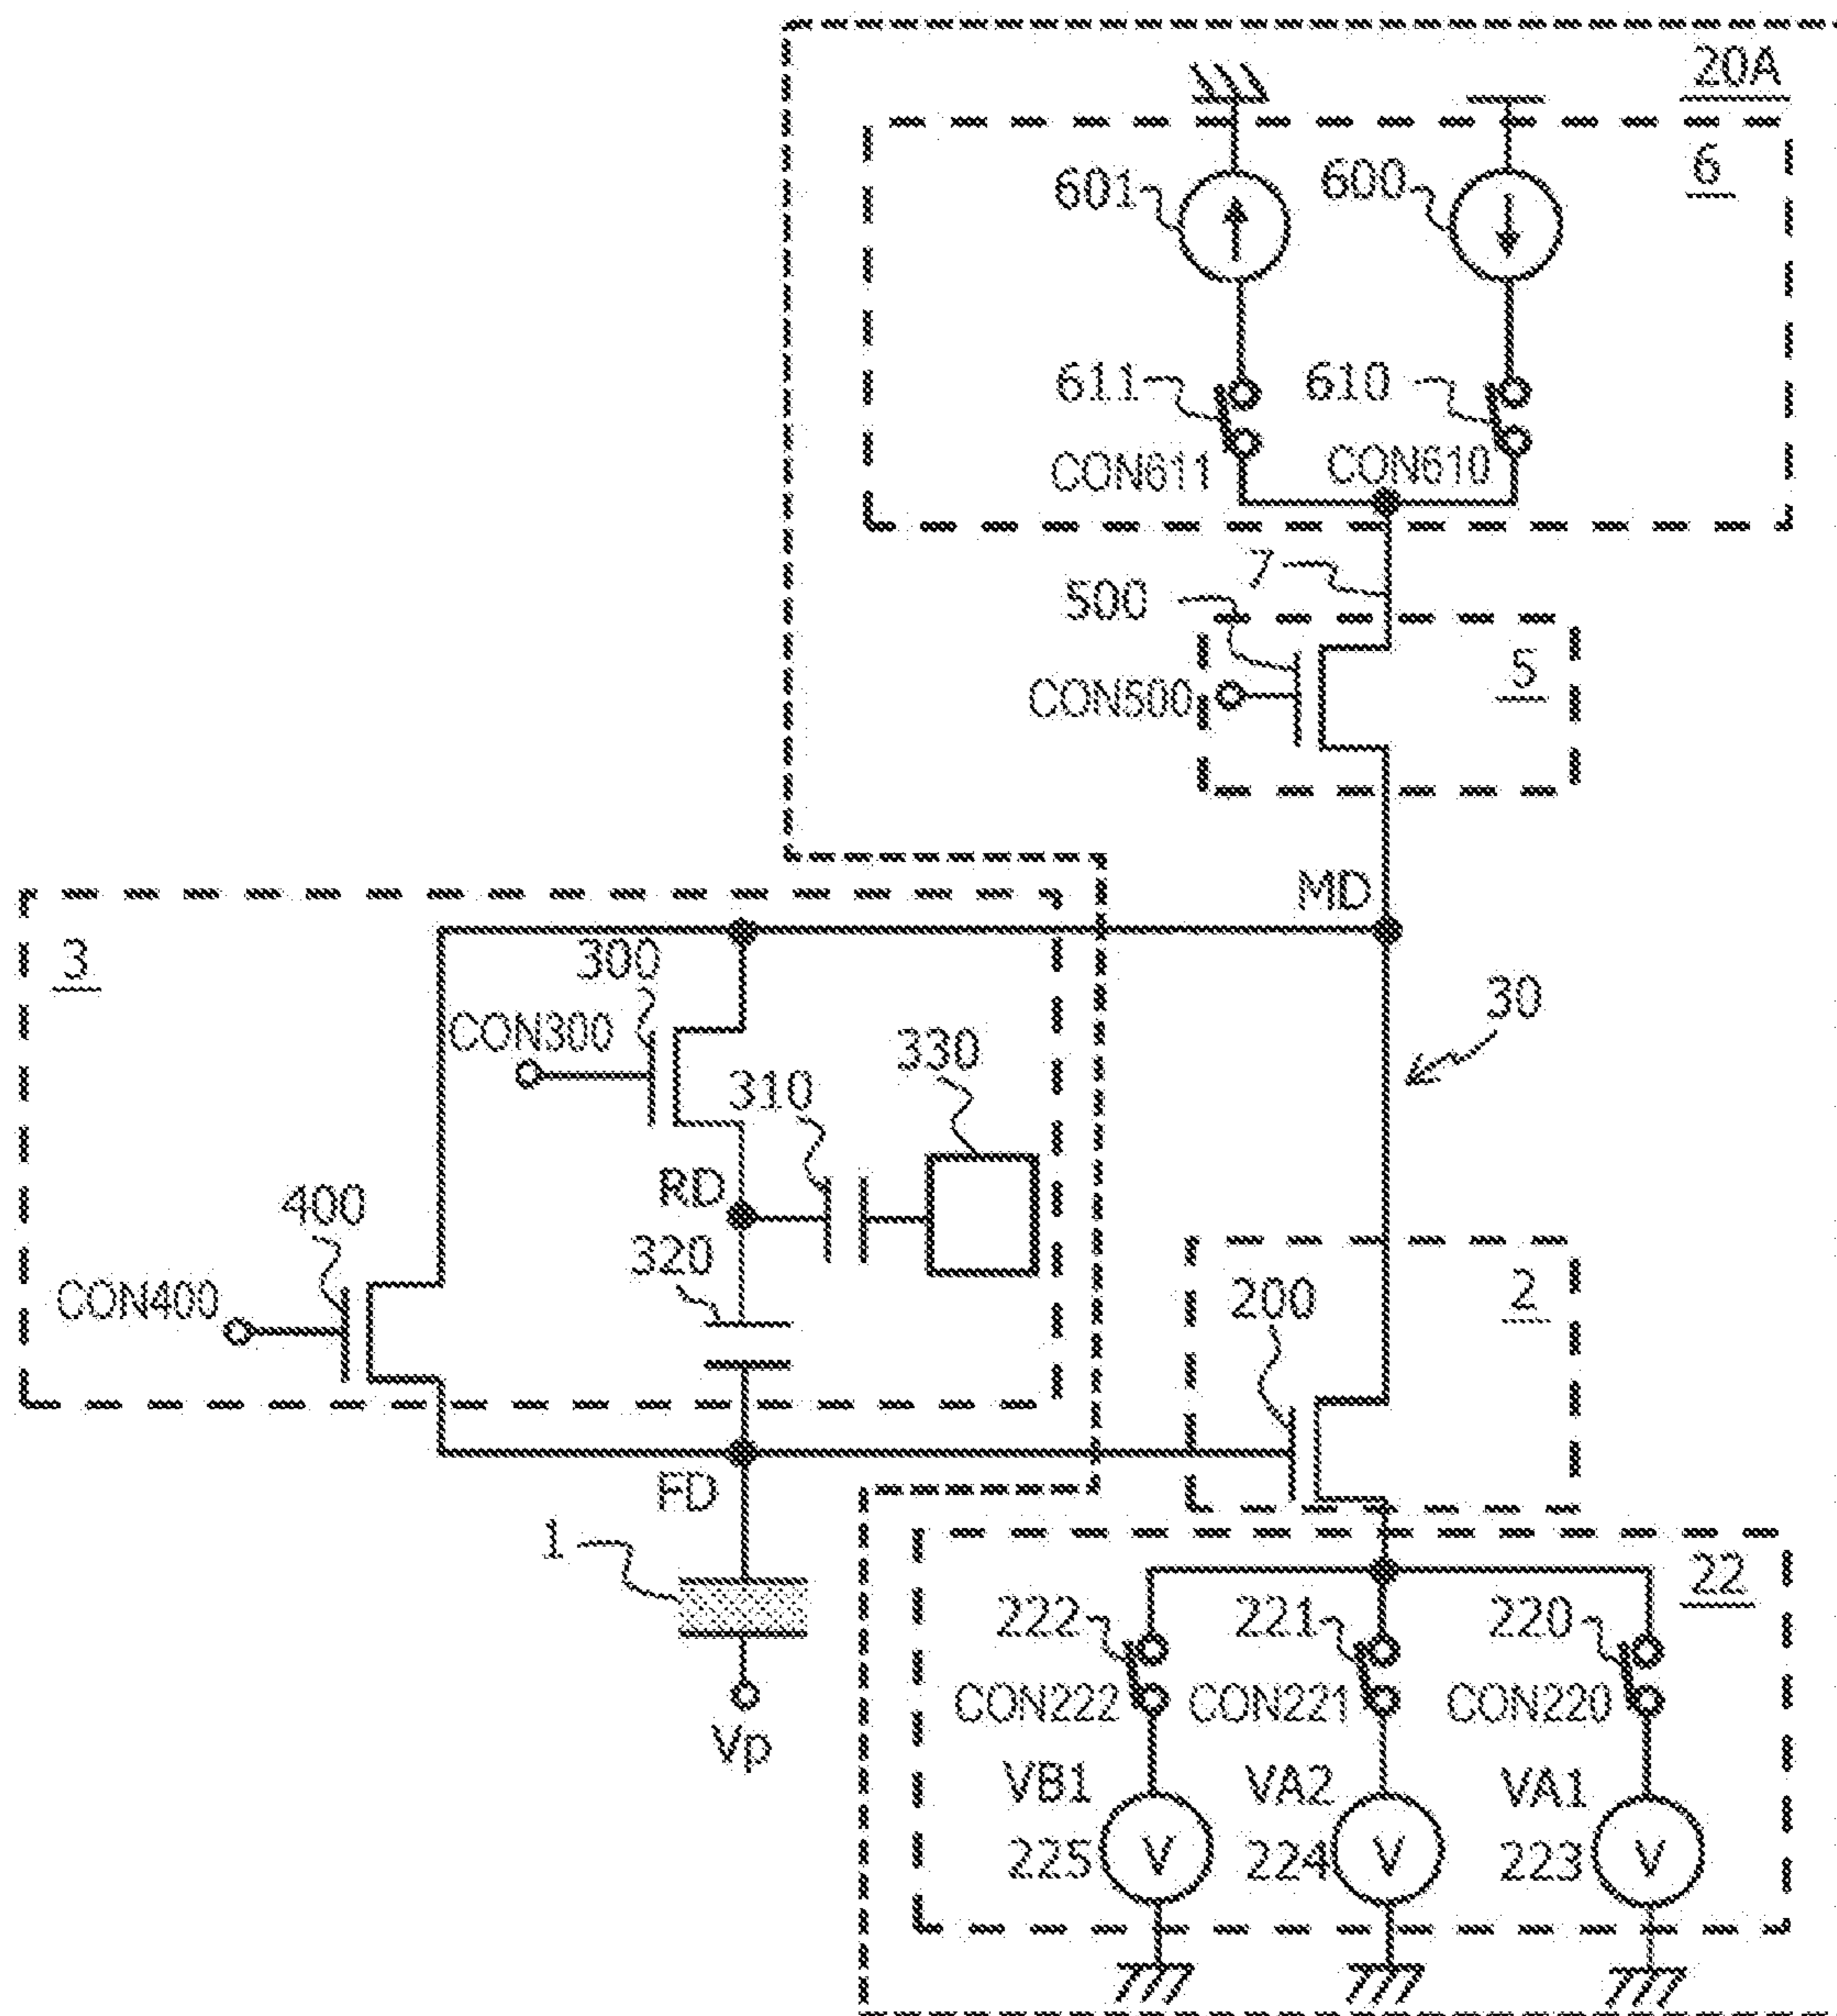 20A
6
601
600
611
610
CON611
CON610
7
500
5
CON500
MD
3
300
CON300
30
330
310
RD
400
320
CON400
200
2
FD
1
22
222
221
220
CON222
CON221
CON220
Vp
VB1
VA2
VA1
225
V
224
V
223
V